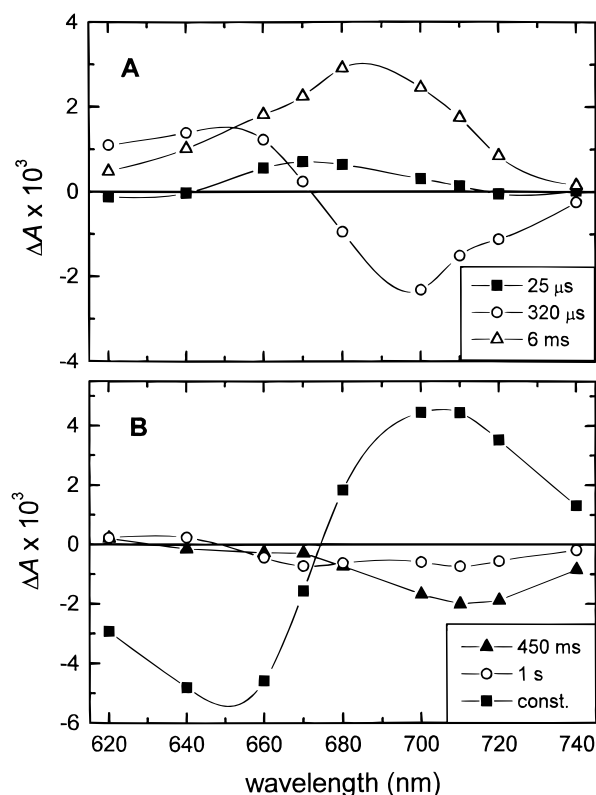 4
2
0
-2
-4
A
ΔA x 10³
25 μs
320 μs
6 ms
4
2
0
-2
-4
-6
B
ΔA x 10³
450 ms
1 s
const.
620 640 660 680 700 720 740
wavelength (nm)